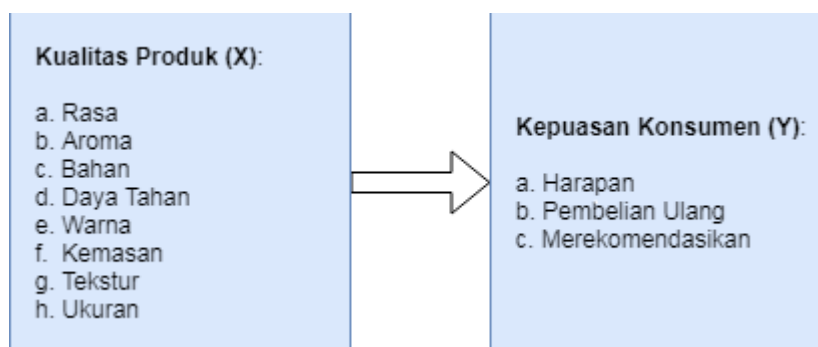 Kualitas Produk (X):
a. Rasa
b. Aroma
c. Bahan
d. Daya Tahan
e. Warna
f. Kemasan
g. Tekstur
h. Ukuran
Kepuasan Konsumen (Y):
a. Harapan
b. Pembelian Ulang
c. Merekomendasikan